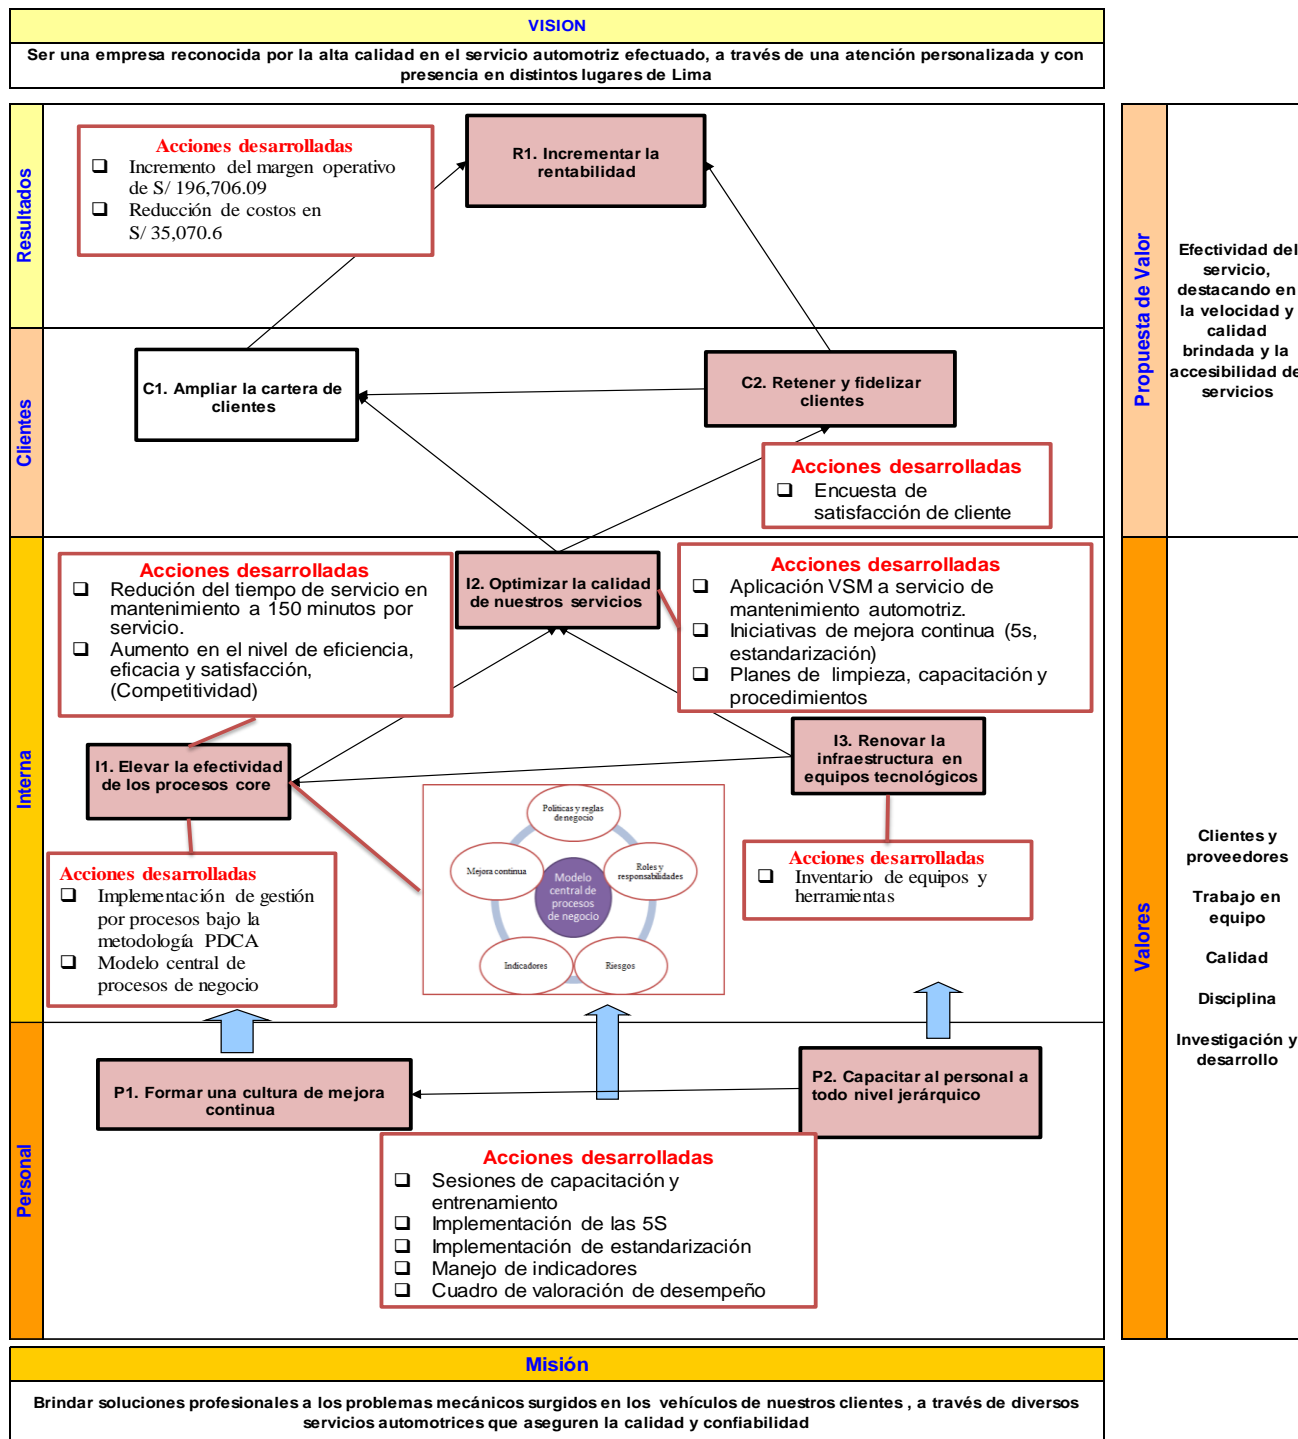 VISION
Ser una empresa reconocida por la alta calidad en el servicio automotriz efectuado, a través de una atención personalizada y con
presencia en distintos lugares de Lima
Resultados
Acciones desarrolladas
❑ Incremento del margen operativo
de S/ 196,706.09
❑ Reducción de costos en
S/ 35,070.6
R1. Incrementar la
rentabilidad
Clientes
C1. Ampliar la cartera de
clientes
C2. Retener y fidelizar
clientes
Acciones desarrolladas
❑ Encuesta de
satisfacción de cliente
Interna
Acciones desarrolladas
❑ Redución del tiempo de servicio en
mantenimiento a 150 minutos por
servicio.
❑ Aumento en el nivel de eficiencia,
eficacia y satisfacción,
(Competitividad)
I2. Optimizar la calidad
de nuestros servicios
Acciones desarrolladas
❑ Aplicación VSM a servicio de
mantenimiento automotriz.
❑ Iniciativas de mejora continua (5s,
estandarización)
❑ Planes de limpieza, capacitación y
procedimientos
I1. Elevar la efectividad
de los procesos core
I3. Renovar la
infraestructura en
equipos tecnológicos
Acciones desarrolladas
❑ Implementación de gestión
por procesos bajo la
metodología PDCA
❑ Modelo central de
procesos de negocio
Políticas y reglas
de negocio
Mejora continua
Roles y
responsabilidades
Modelo
central de
procesos
de negocio
Indicadores
Riesgos
Acciones desarrolladas
❑ Inventario de equipos y
herramientas
Personal
P1. Formar una cultura de mejora
continua
P2. Capacitar al personal a
todo nivel jerárquico
Acciones desarrolladas
❑ Sesiones de capacitación y
entrenamiento
❑ Implementación de las 5S
❑ Implementación de estandarización
❑ Manejo de indicadores
❑ Cuadro de valoración de desempeño
Propuesta de Valor
Efectividad del
servicio,
destacando en
la velocidad y
calidad
brindada y la
accesibilidad de
servicios
Valores
Clientes y
proveedores
Trabajo en
equipo
Calidad
Disciplina
Investigación y
desarrollo
Misión
Brindar soluciones profesionales a los problemas mecánicos surgidos en los vehículos de nuestros clientes , a través de diversos
servicios automotrices que aseguren la calidad y confiabilidad